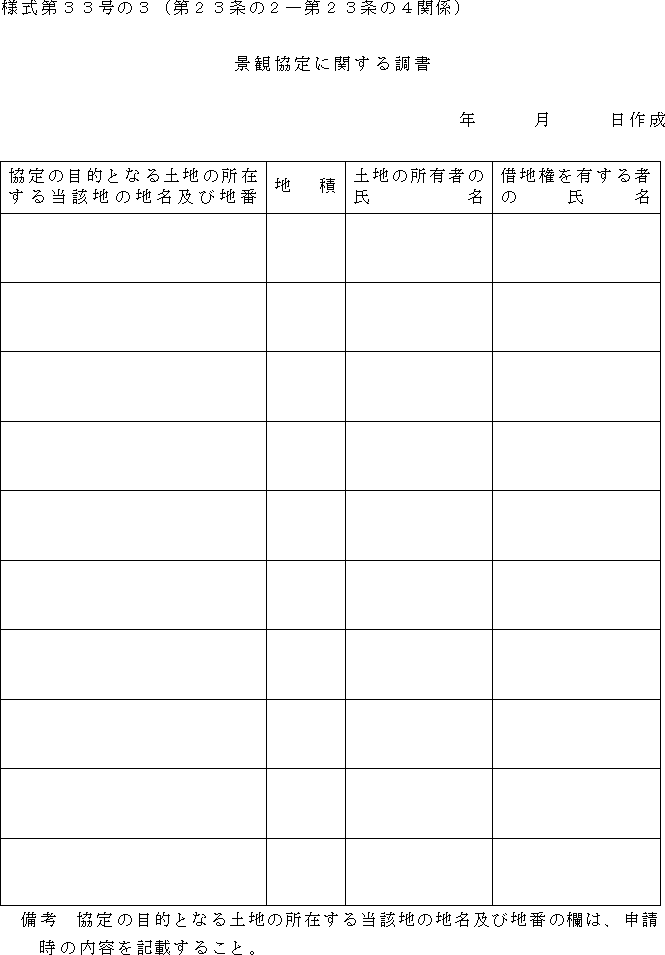 様式第３３号の３（第２３条の２―第２３条の４関係）
景観協定に関する調書
年　　　月　　　日作成
協定の目的となる土地の所在
する当該地の地名及び地番
地　積
土地の所有者の
氏　　　　　名
借地権を有する者
の　　氏　　名
備考　協定の目的となる土地の所在する当該地の地名及び地番の欄は、申請
時の内容を記載すること。